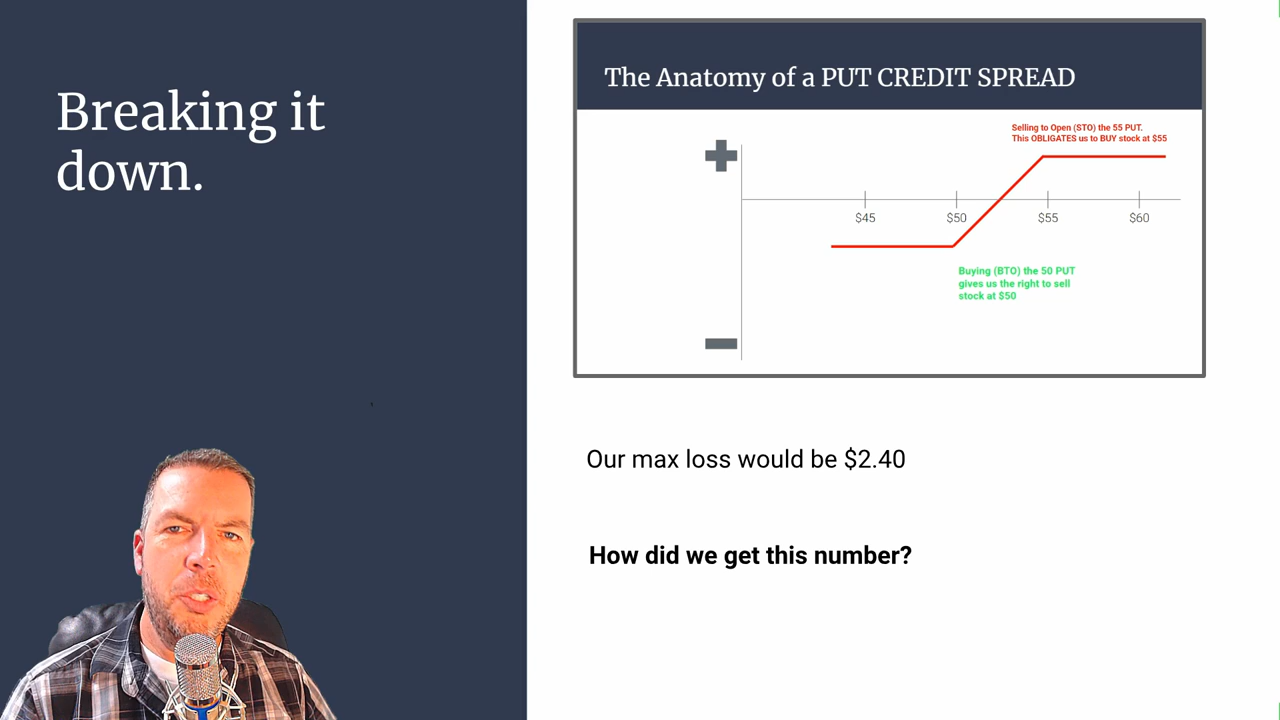 Breaking it
down.
The Anatomy of a PUT CREDIT SPREAD
Selling to Open (STO) the 55 PUT.
This OBLIGATES us to BUY stock at $55
$45
$50
$55
$60
Buying (BTO) the 50 PUT
gives us the right to sell
stock at $50
Our max loss would be $2.40
How did we get this number?